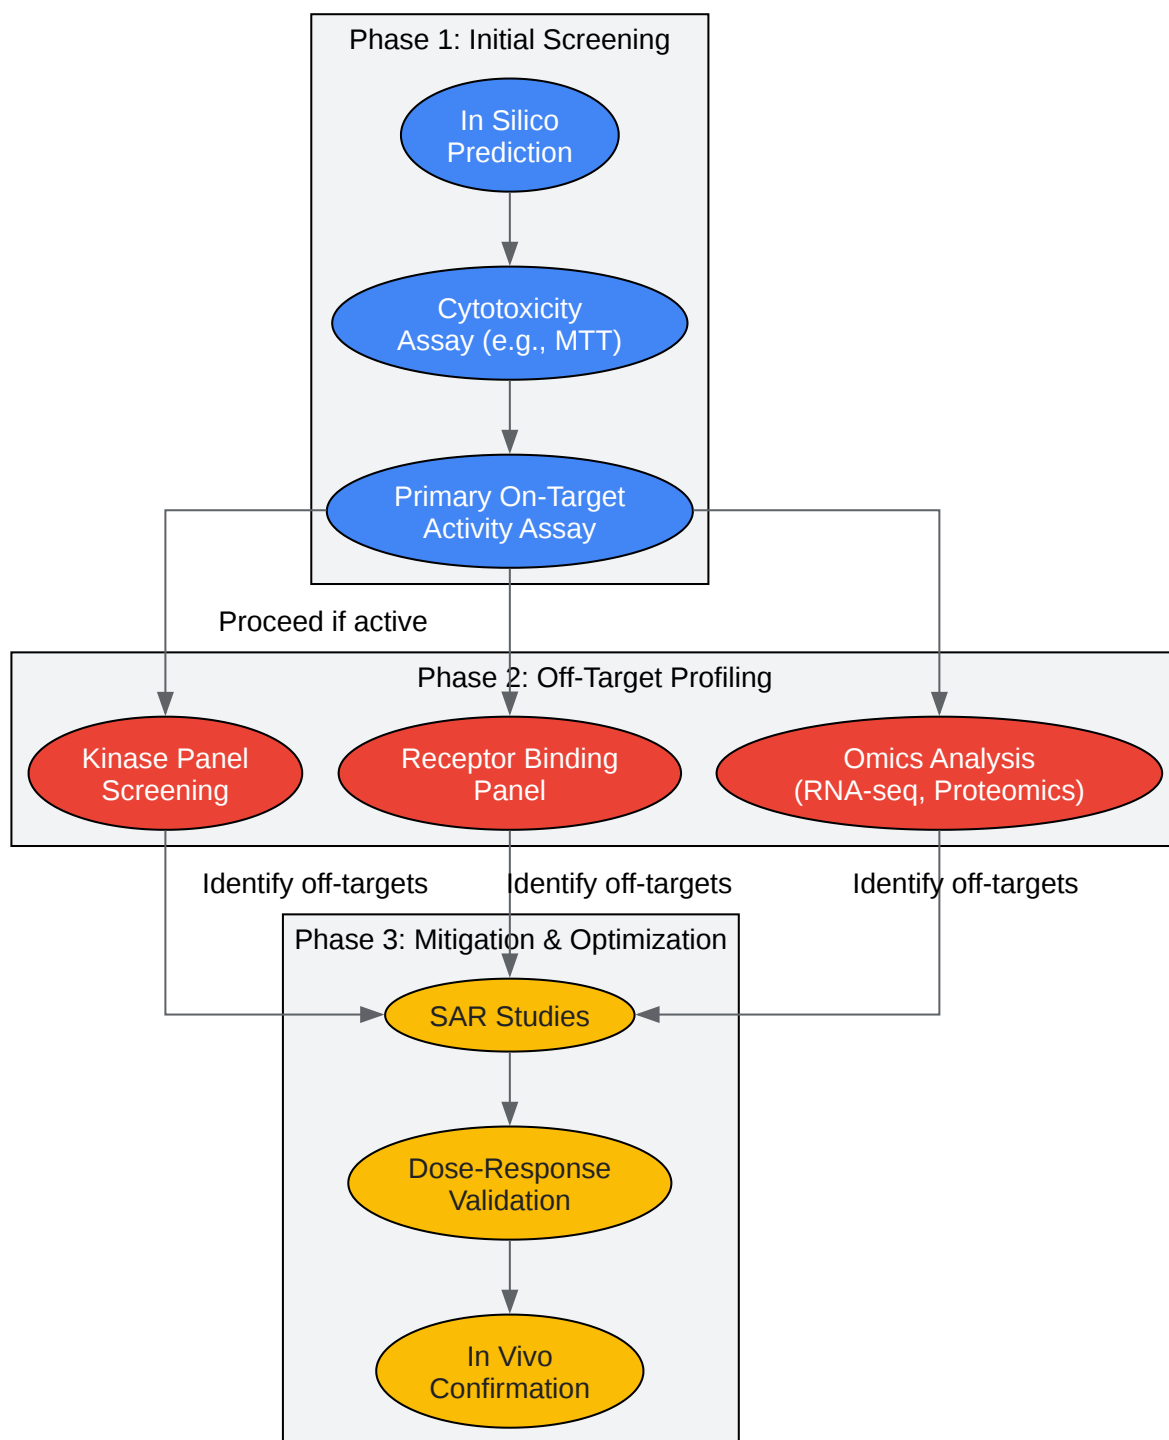 Phase 1: Initial Screening
In Silico
Prediction
Cytotoxicity
Assay (e.g., MTT)
Primary On-Target
Activity Assay
Proceed if active
Phase 2: Off-Target Profiling
Kinase Panel
Screening
Receptor Binding
Panel
Omics Analysis
(RNA-seq, Proteomics)
Identify off-targets
Identify off-targets
Identify off-targets
Phase 3: Mitigation & Optimization
SAR Studies
Dose-Response
Validation
In Vivo
Confirmation